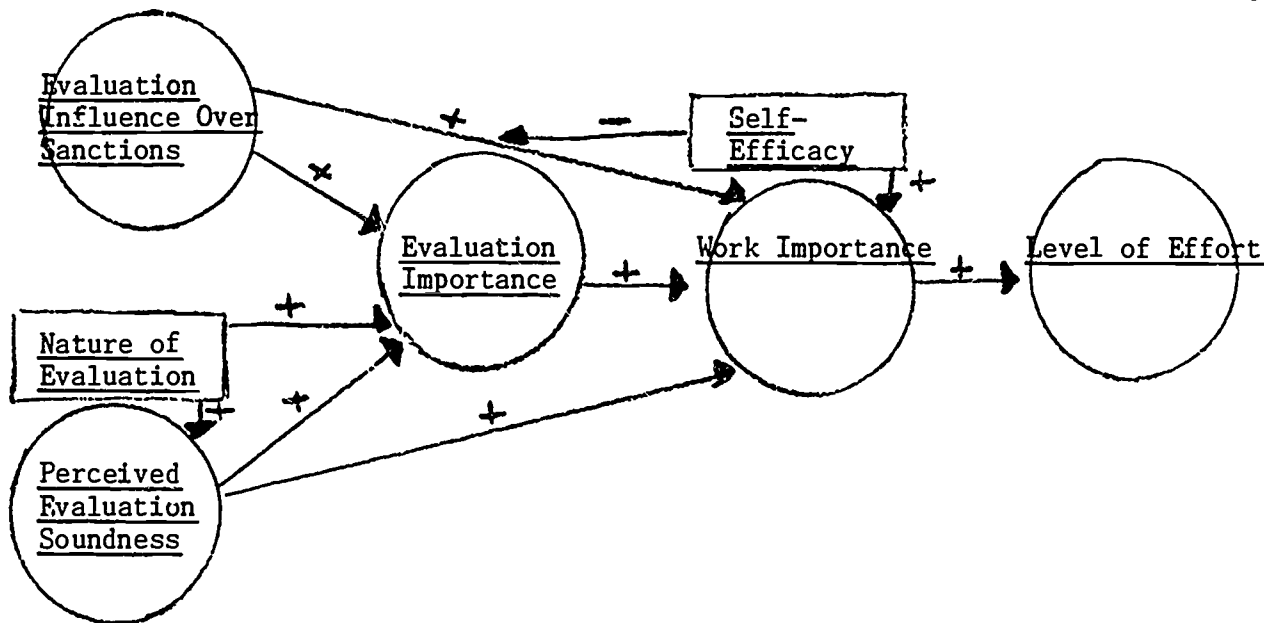 Evaluation
Influence Over
Sanctions
+
+
-
Self-
Efficacy
+
Evaluation
Importance
+
Work Importance
+
Level of Effort
+
Nature of
Evaluation
+
+
+
Perceived
Evaluation
Soundness